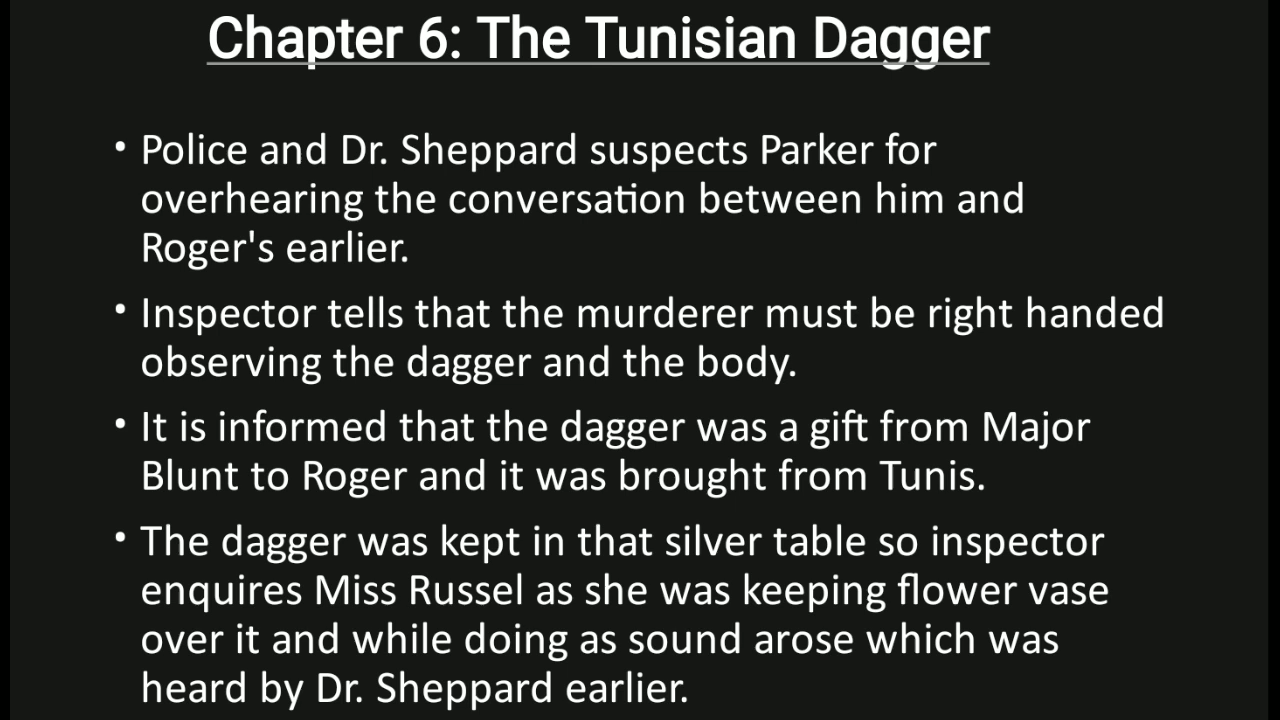 Chapter 6: The Tunisian Dagger
• Police and Dr. Sheppard suspects Parker for
overhearing the conversation between him and
Roger's earlier.
• Inspector tells that the murderer must be right handed
observing the dagger and the body.
• It is informed that the dagger was a gift from Major
Blunt to Roger and it was brought from Tunis.
• The dagger was kept in that silver table so inspector
enquires Miss Russel as she was keeping flower vase
over it and while doing as sound arose which was
heard by Dr. Sheppard earlier.